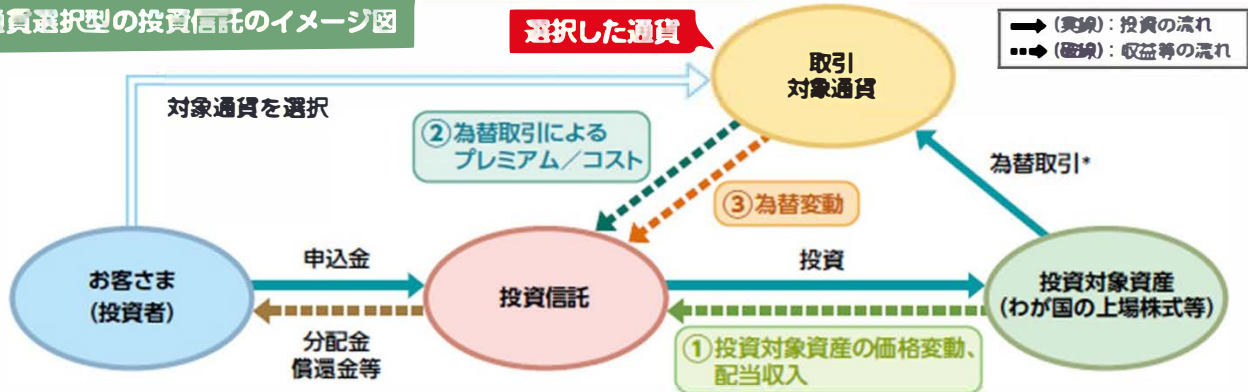 通貨選択型の投資信託のイメージ図
選択した通貨
(実線)：投資の流れ
(破線)：収益等の流れ
取引
対象通貨
対象通貨を選択
②為替取引による
プレミアム／コスト
為替取引*
③為替変動
お客さま
(投資者)
申込金
分配金
償還金等
投資信託
投資
投資対象資産
(わが国の上場株式等)
①投資対象資産の価格変動、
配当収入